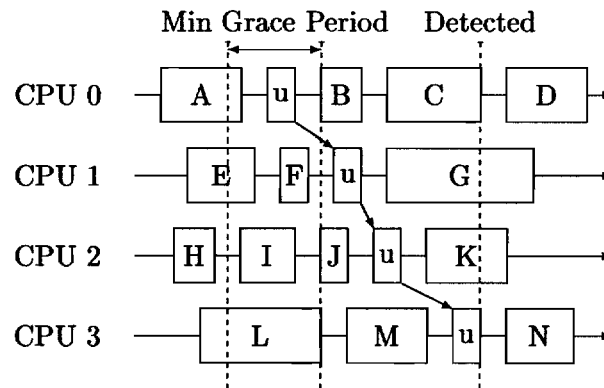 Min Grace Period Detected
CPU 0 A u B C D
CPU 1 E F u G
CPU 2 H I J u K
CPU 3 L M u N